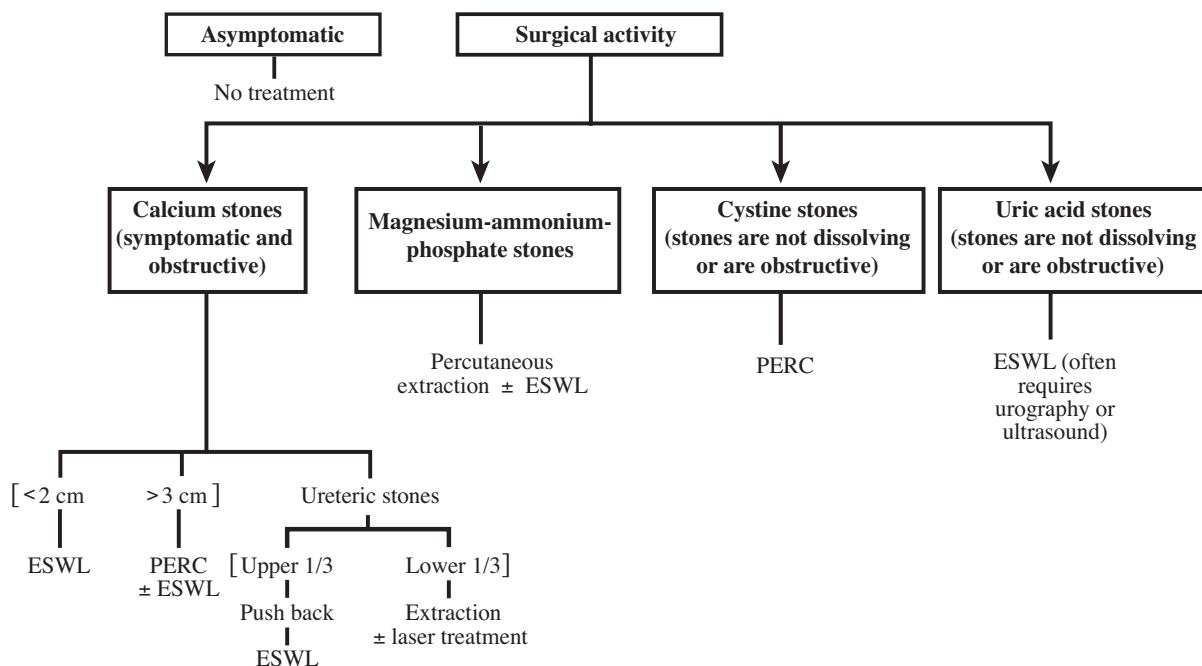 Asymptomatic
Surgical activity
No treatment
Calcium stones
(symptomatic and
obstructive)
Magnesium-ammonium-
phosphate stones
Cystine stones
(stones are not dissolving
or are obstructive)
Uric acid stones
(stones are not dissolving
or are obstructive)
Percutaneous
extraction ± ESWL
PERC
ESWL (often
requires
urography or
ultrasound)
[<2 cm
>3 cm]
Ureteric stones
ESWL
PERC
± ESWL
[Upper 1/3
Lower 1/3]
Push back
Extraction
± laser treatment
ESWL